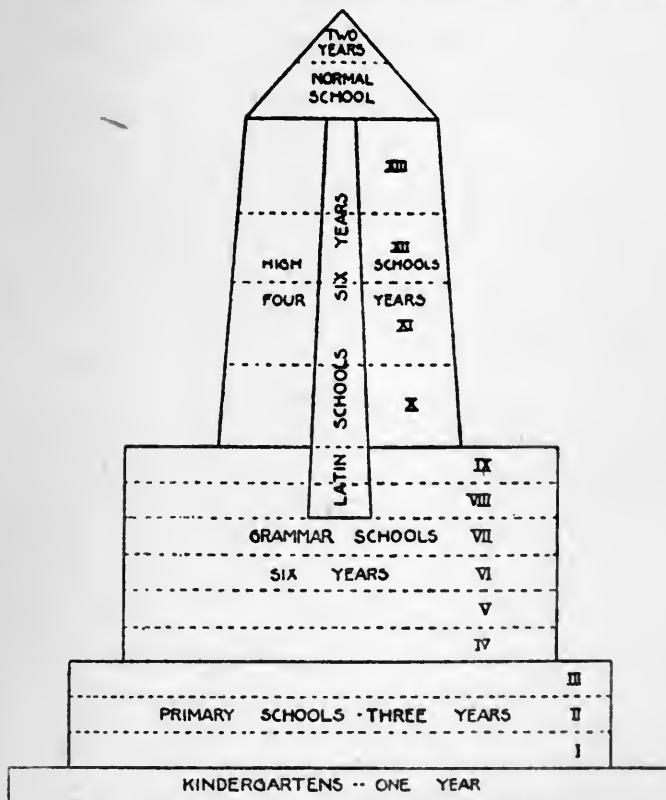 TWO
YEARS
NORMAL
SCHOOL
XIII
XII
HIGH SCHOOLS
FOUR YEARS
XI
X
LATIN SCHOOLS SIX YEARS
IX
VIII
GRAMMAR SCHOOLS VII
SIX YEARS VI
V
IV
III
PRIMARY SCHOOLS - THREE YEARS II
I
KINDERGARTENS -- ONE YEAR